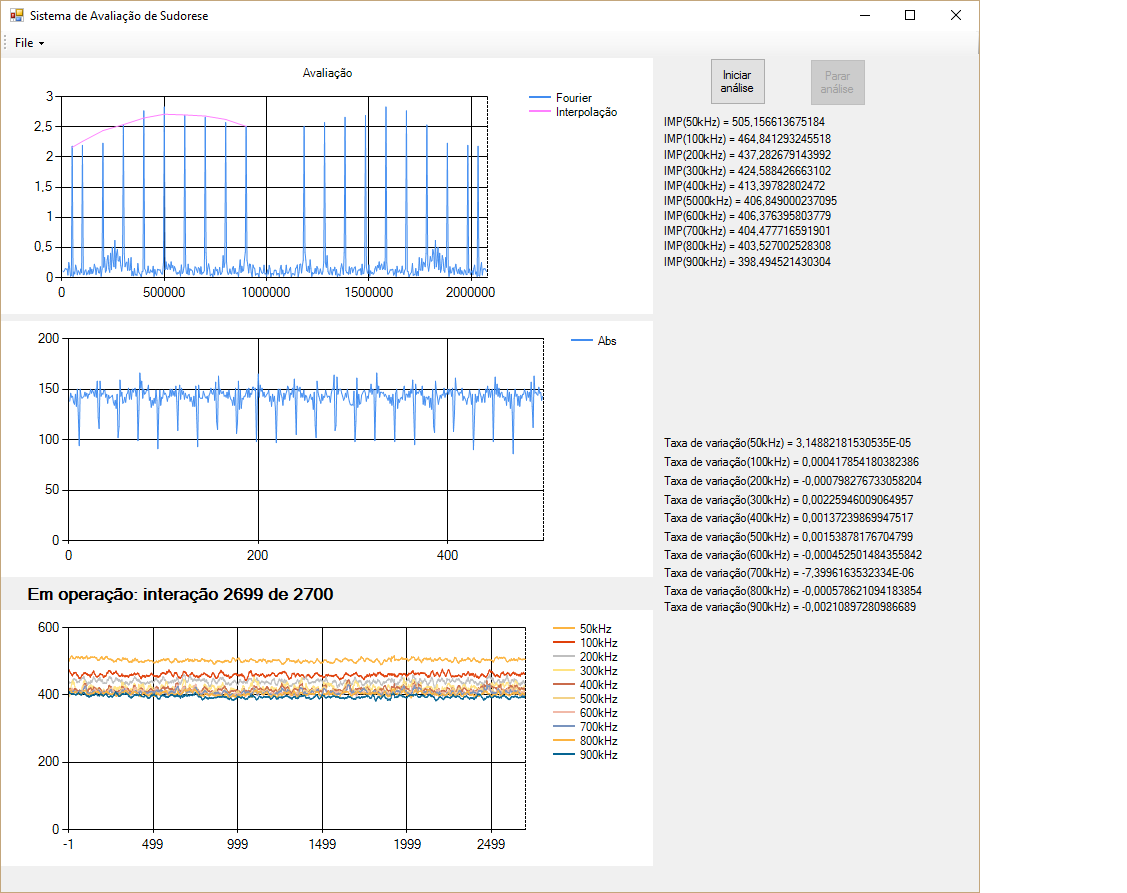 Sistema de Avaliação de Sudorese
File
Avaliação
3
2,5
2
1,5
1
0,5
0
0 500000 1000000 1500000 2000000
Fourier
Interpolação
Iniciar análise
Parar análise
IMP(50kHz) = 505,156613675184
IMP(100kHz) = 464,841293245518
IMP(200kHz) = 437,282679143992
IMP(300kHz) = 424,588426663102
IMP(400kHz) = 413,39782802472
IMP(5000kHz) = 406,849000237095
IMP(600kHz) = 406,376395803779
IMP(700kHz) = 404,477716591901
IMP(800kHz) = 403,527002528308
IMP(900kHz) = 398,494521430304
200
150
100
50
0
0 200 400
Abs
Taxa de variação(50kHz) = 3,14882181530535E-05
Taxa de variação(100kHz) = 0,000417854180382386
Taxa de variação(200kHz) = -0,000798276733058204
Taxa de variação(300kHz) = 0,00225946009064957
Taxa de variação(400kHz) = 0,00137239869947517
Taxa de variação(500kHz) = 0,00153878176704799
Taxa de variação(600kHz) = -0,000452501484355842
Taxa de variação(700kHz) = -7,3996163532334E-06
Taxa de variação(800kHz) = -0,000578621094183854
Taxa de variação(900kHz) = -0,00210897280986689
Em operação: interação 2699 de 2700
600
400
200
0
-1 499 999 1499 1999 2499
50kHz
100kHz
200kHz
300kHz
400kHz
500kHz
600kHz
700kHz
800kHz
900kHz